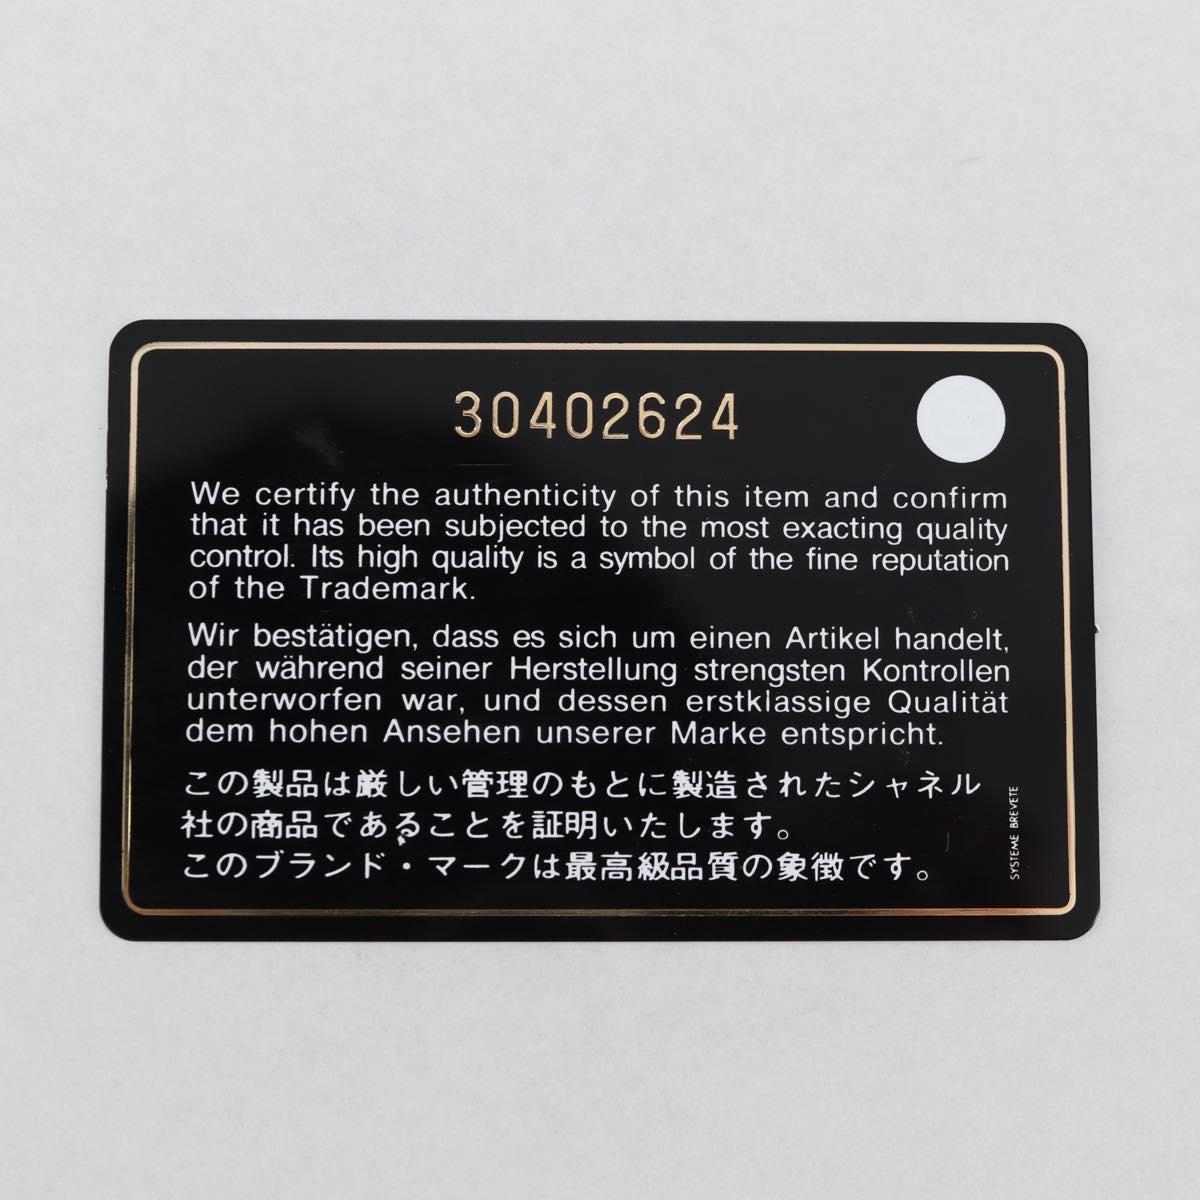 30402624
We certify the authenticity of this item and confirm
that it has been subjected to the most exacting quality
control. Its high quality is a symbol of the fine reputation
of the Trademark.
Wir bestätigen, dass es sich um einen Artikel handelt,
der während seiner Herstellung strengsten Kontrollen
unterworfen war, und dessen erstklassige Qualität
dem hohen Ansehen unserer Marke entspricht.
この製品は厳しい管理のもとに製造されたシャネル
社の商品であることを証明いたします。
このブランド・マークは最高級品質の象徴です。
SYSTEME BREVETE